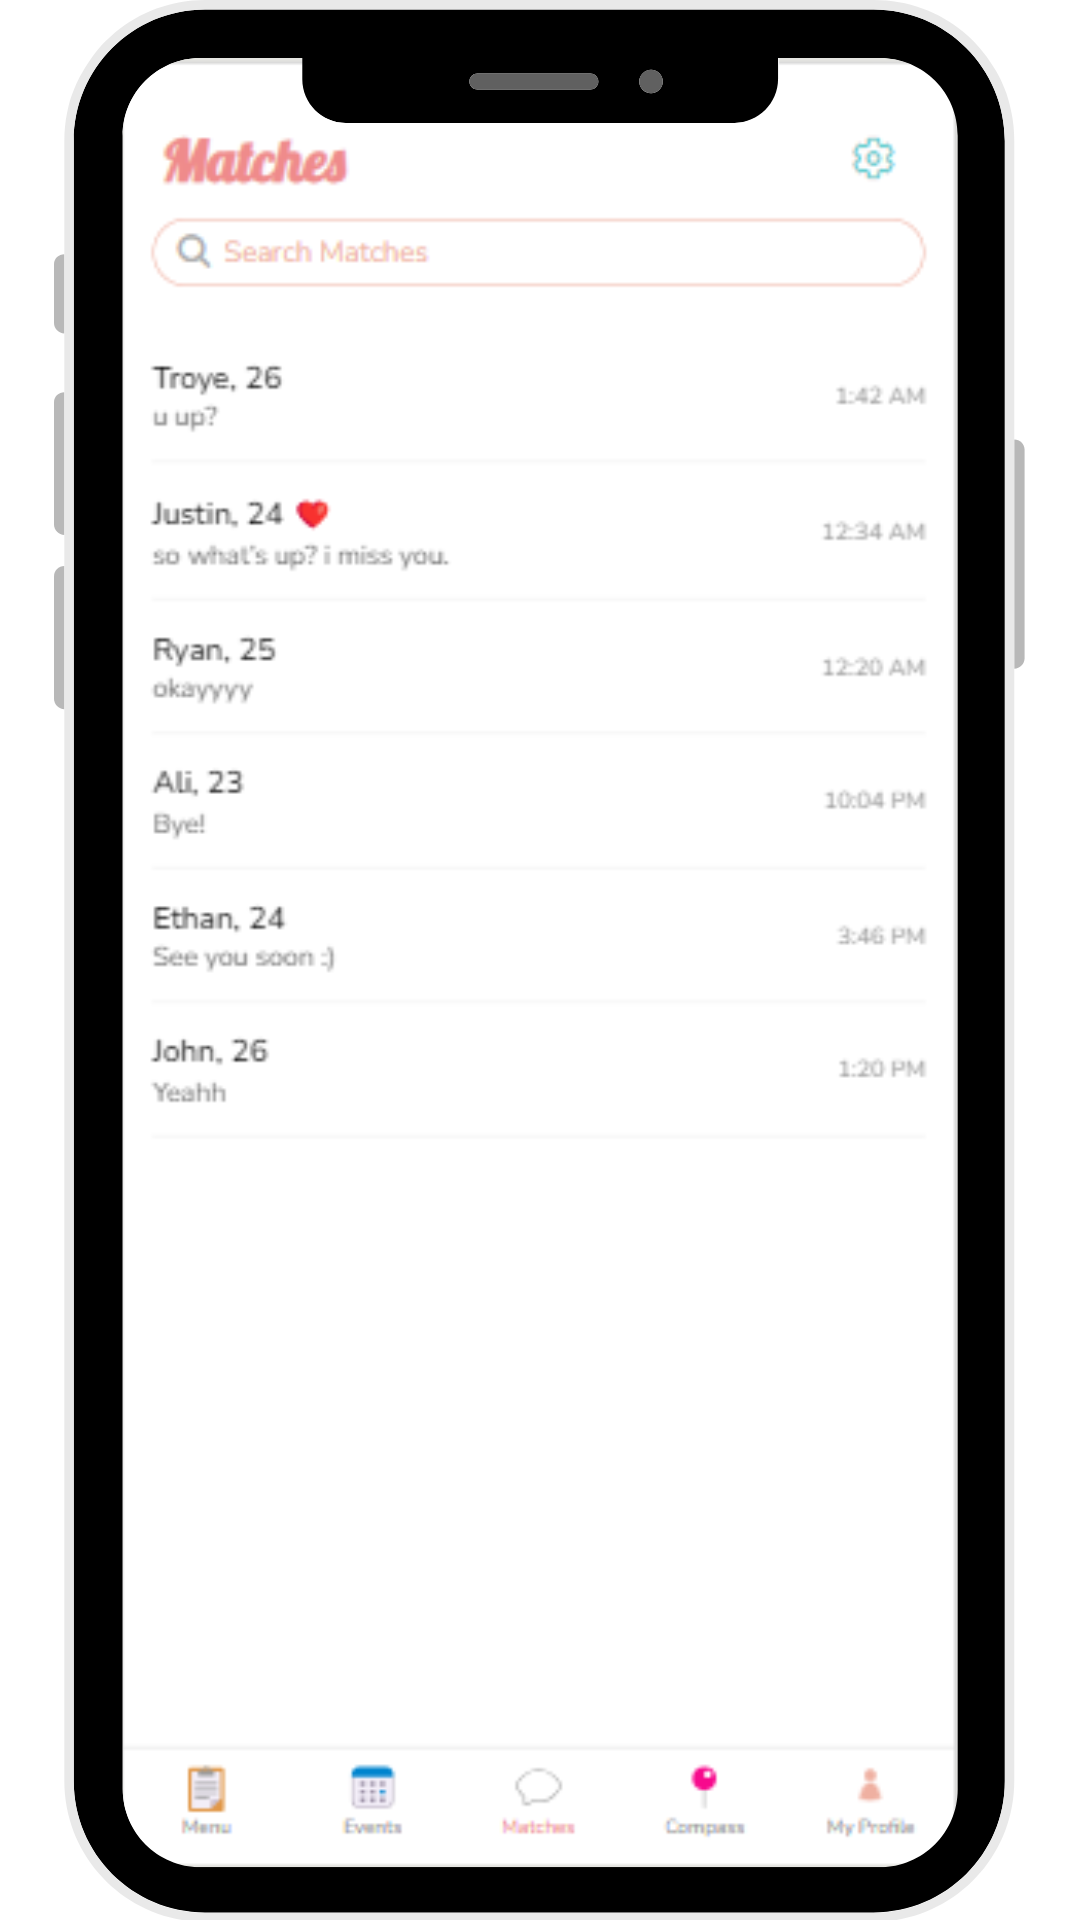 Matches
Search Matches
Troye, 26
1:42 AM
u up?
Justin, 24 ❤️
12:34 AM
so what's up? i miss you.
Ryan, 25
12:20 AM
okayyyy
Ali, 23
10:04 PM
Bye!
Ethan, 24
3:46 PM
See you soon :)
John, 26
1:20 PM
Yeahh
Menu
Events
Matches
Compass
My Profile